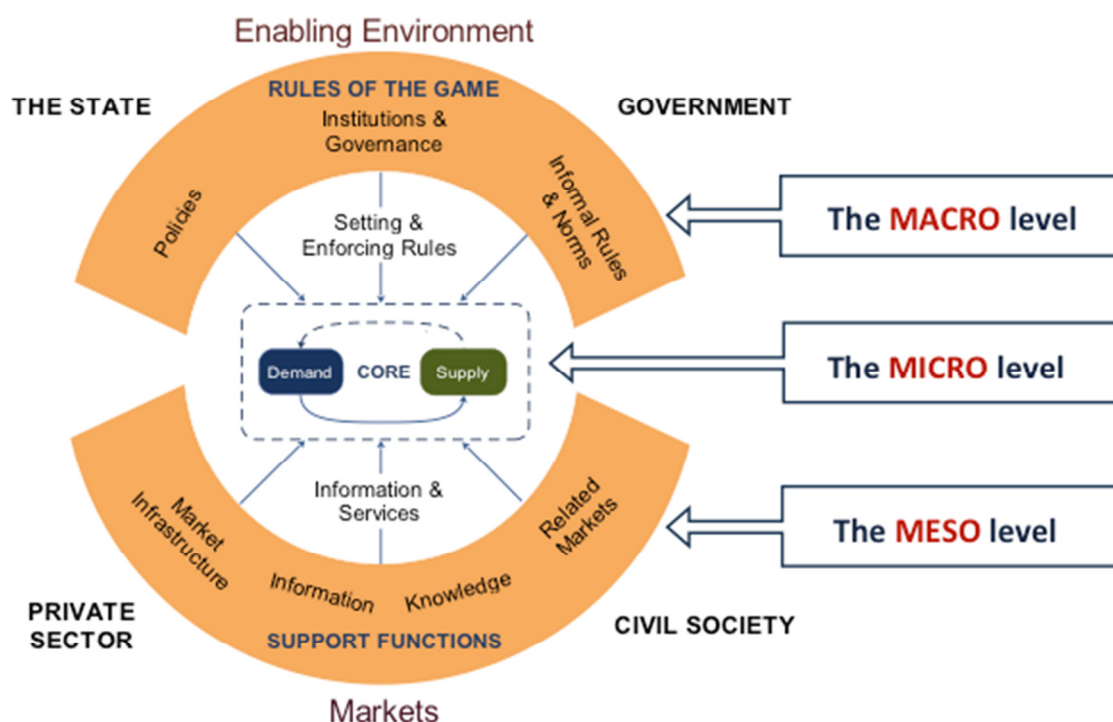 Enabling Environment
RULES OF THE GAME
THE STATE
GOVERNMENT
Institutions &
Governance
Policies
Informal Rules
& Norms
The MACRO level
Setting &
Enforcing Rules
Demand
CORE
Supply
The MICRO level
Information &
Services
Market
Infrastructure
Information
Knowledge
Related
Markets
The MESO level
PRIVATE
SECTOR
SUPPORT FUNCTIONS
CIVIL SOCIETY
Markets